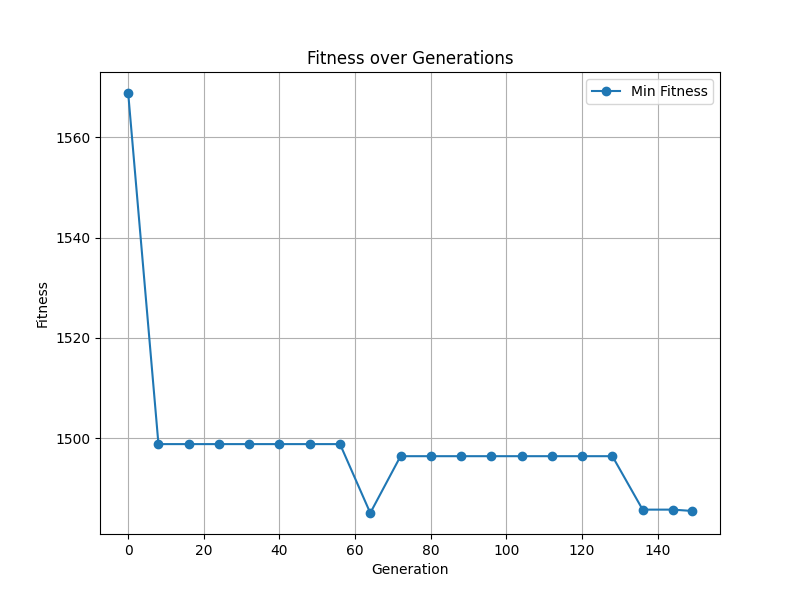 Fitness over Generations
Min Fitness
Fitness
1560
1540
1520
1500
0 20 40 60 80 100 120 140
Generation